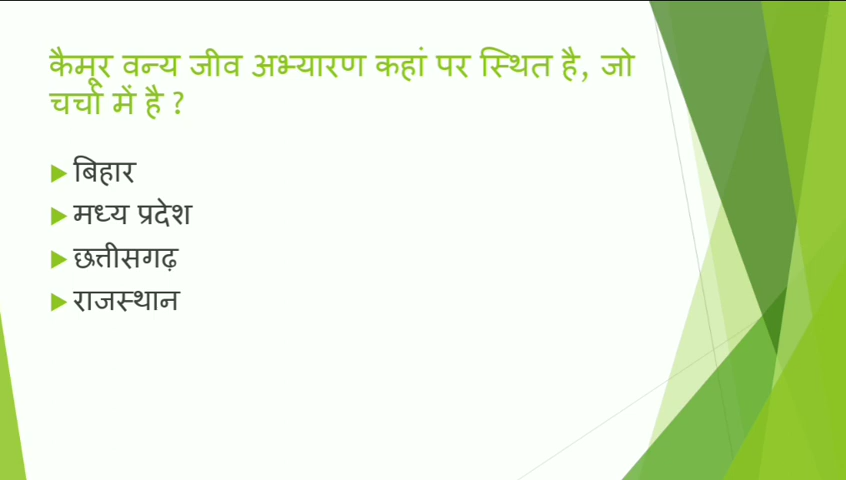 कैमूर वन्य जीव अभ्यारण कहां पर स्थित है, जो
चर्चा में है ?
बिहार
मध्य प्रदेश
छत्तीसगढ़
राजस्थान